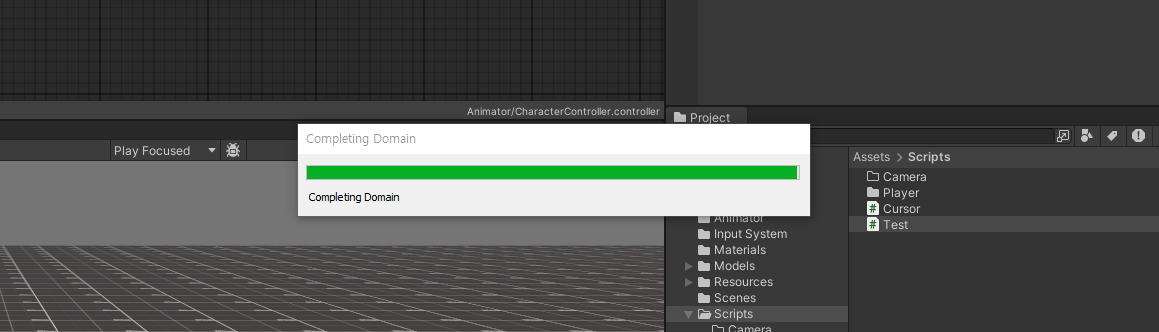 Animator/CharacterController.controller
Project
Completing Domain
Play Focused
Completing Domain
Assets > Scripts
Camera
Player
Cursor
Test
Animator
Input System
Materials
Models
Resources
Scenes
Scripts
Camera